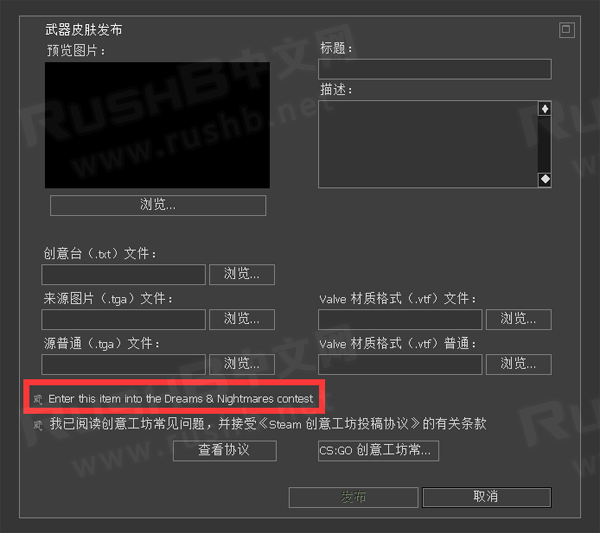 武器皮肤发布
预览图片：
标题：
描述：
浏览...
创意台（.txt）文件：
浏览...
来源图片（.tga）文件：
Valve 材质格式（.vtf）文件：
浏览...
浏览...
源普通（.tga）文件：
Valve 材质格式（.vtf）普通：
浏览...
浏览...
Enter this item into the Dreams & Nightmares contest
我已阅读创意工坊常见问题，并接受《Steam 创意工坊投稿协议》的有关条款
查看协议
CS:GO 创意工坊常...
发布
取消
RushB中文网
www.rushb.net